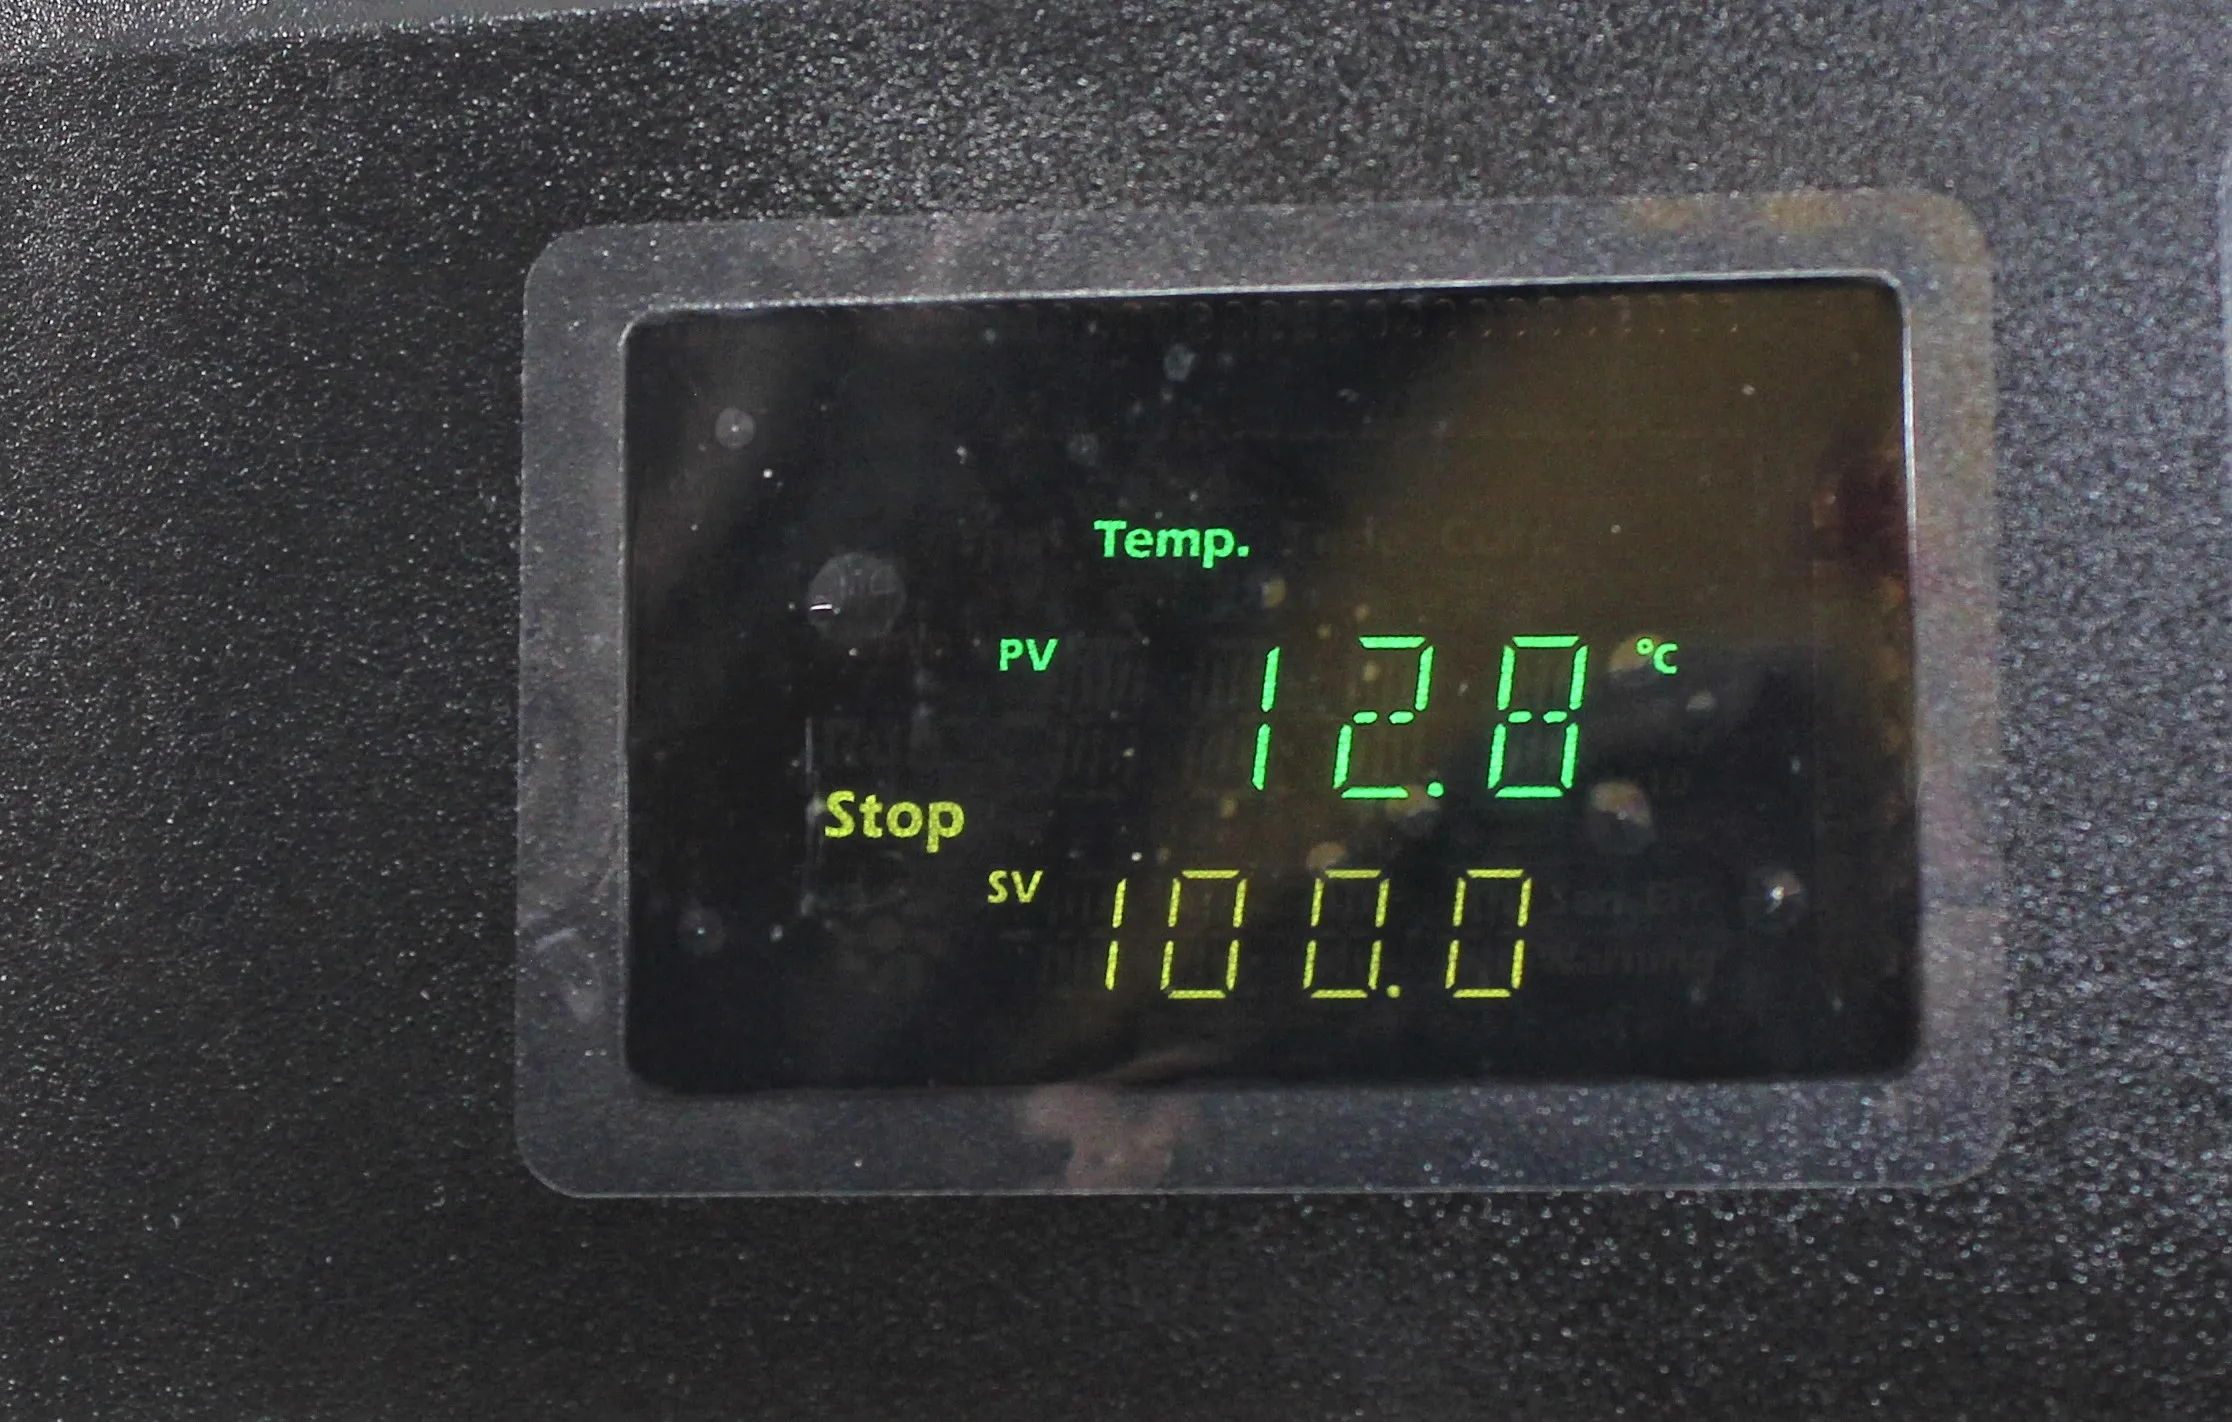 Temp.
PV 12.8 °C
Stop
SV 100.0